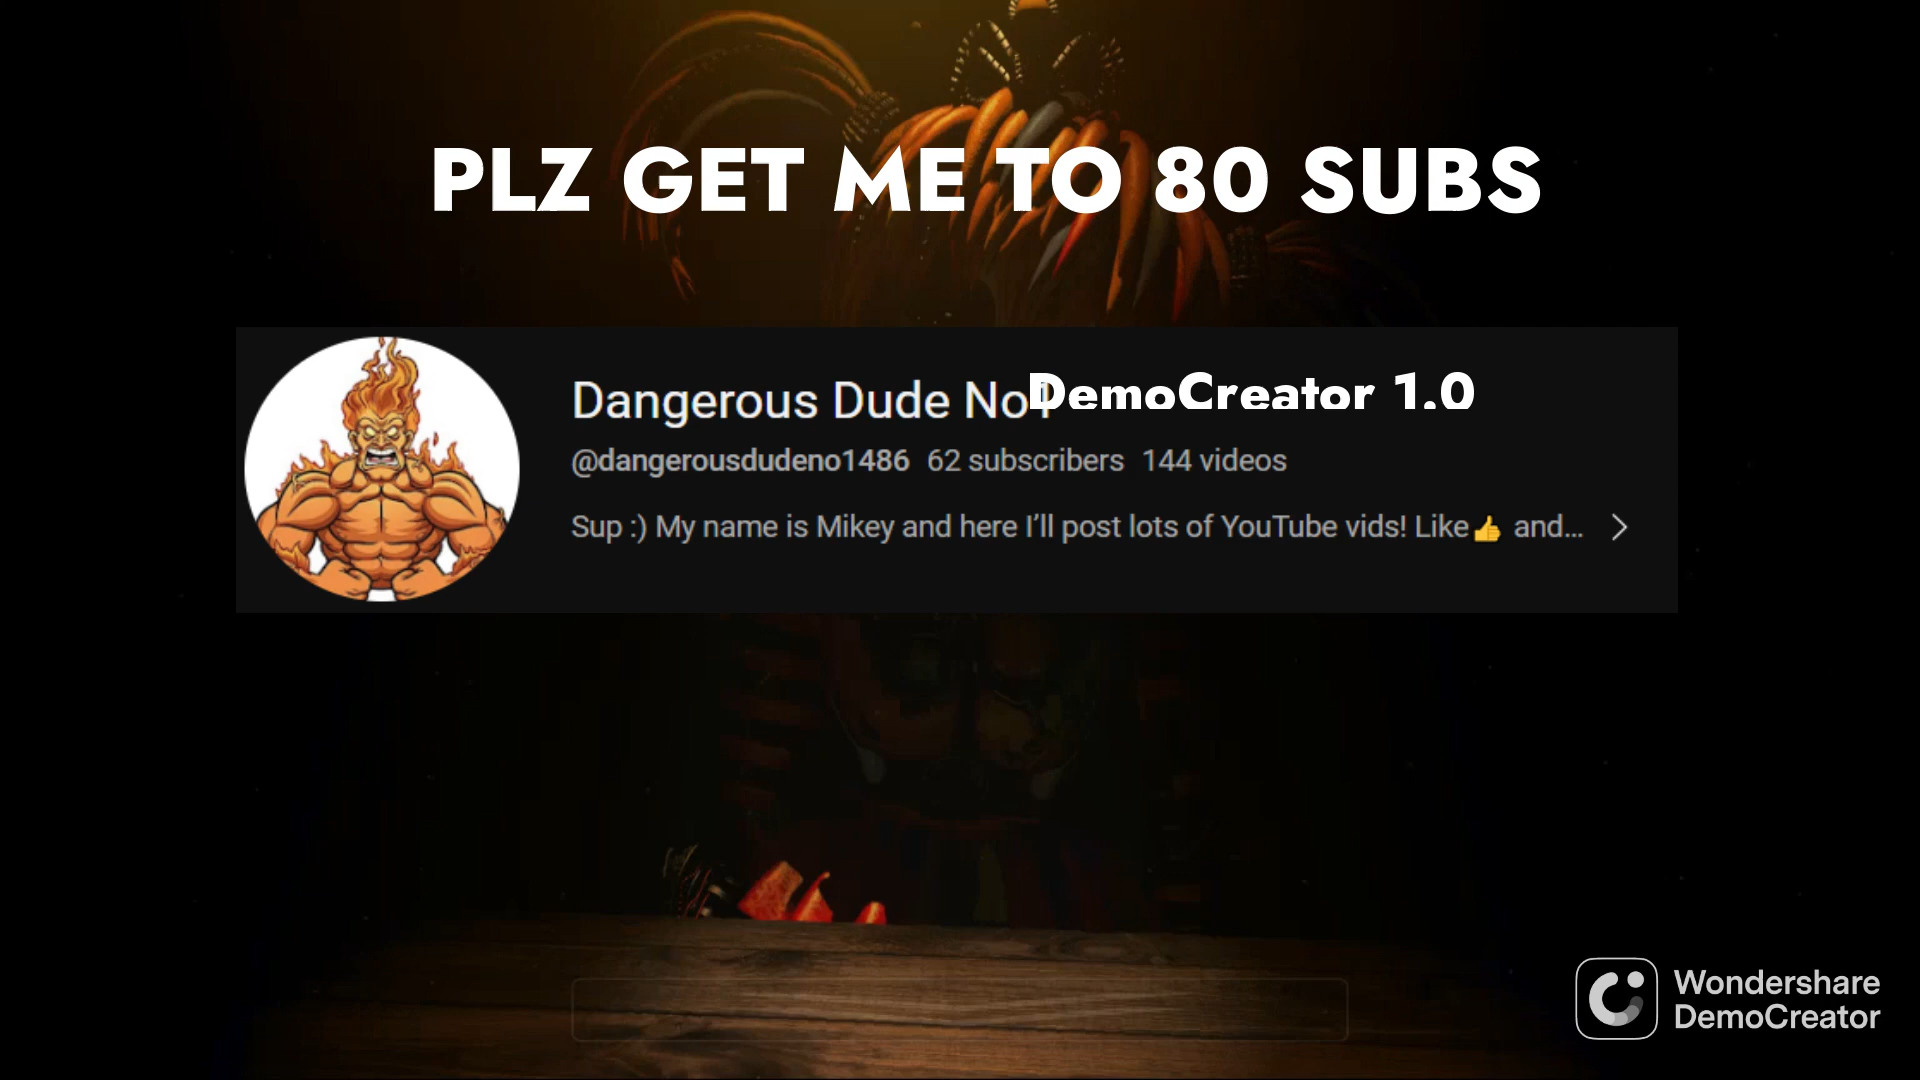 PLZ GET ME TO 80 SUBS
Dangerous Dude No1
DemoCreator 1.0
@dangerousdudeno1486 62 subscribers 144 videos
Sup :) My name is Mikey and here I’ll post lots of YouTube vids! Like👍 and...
Wondershare
DemoCreator